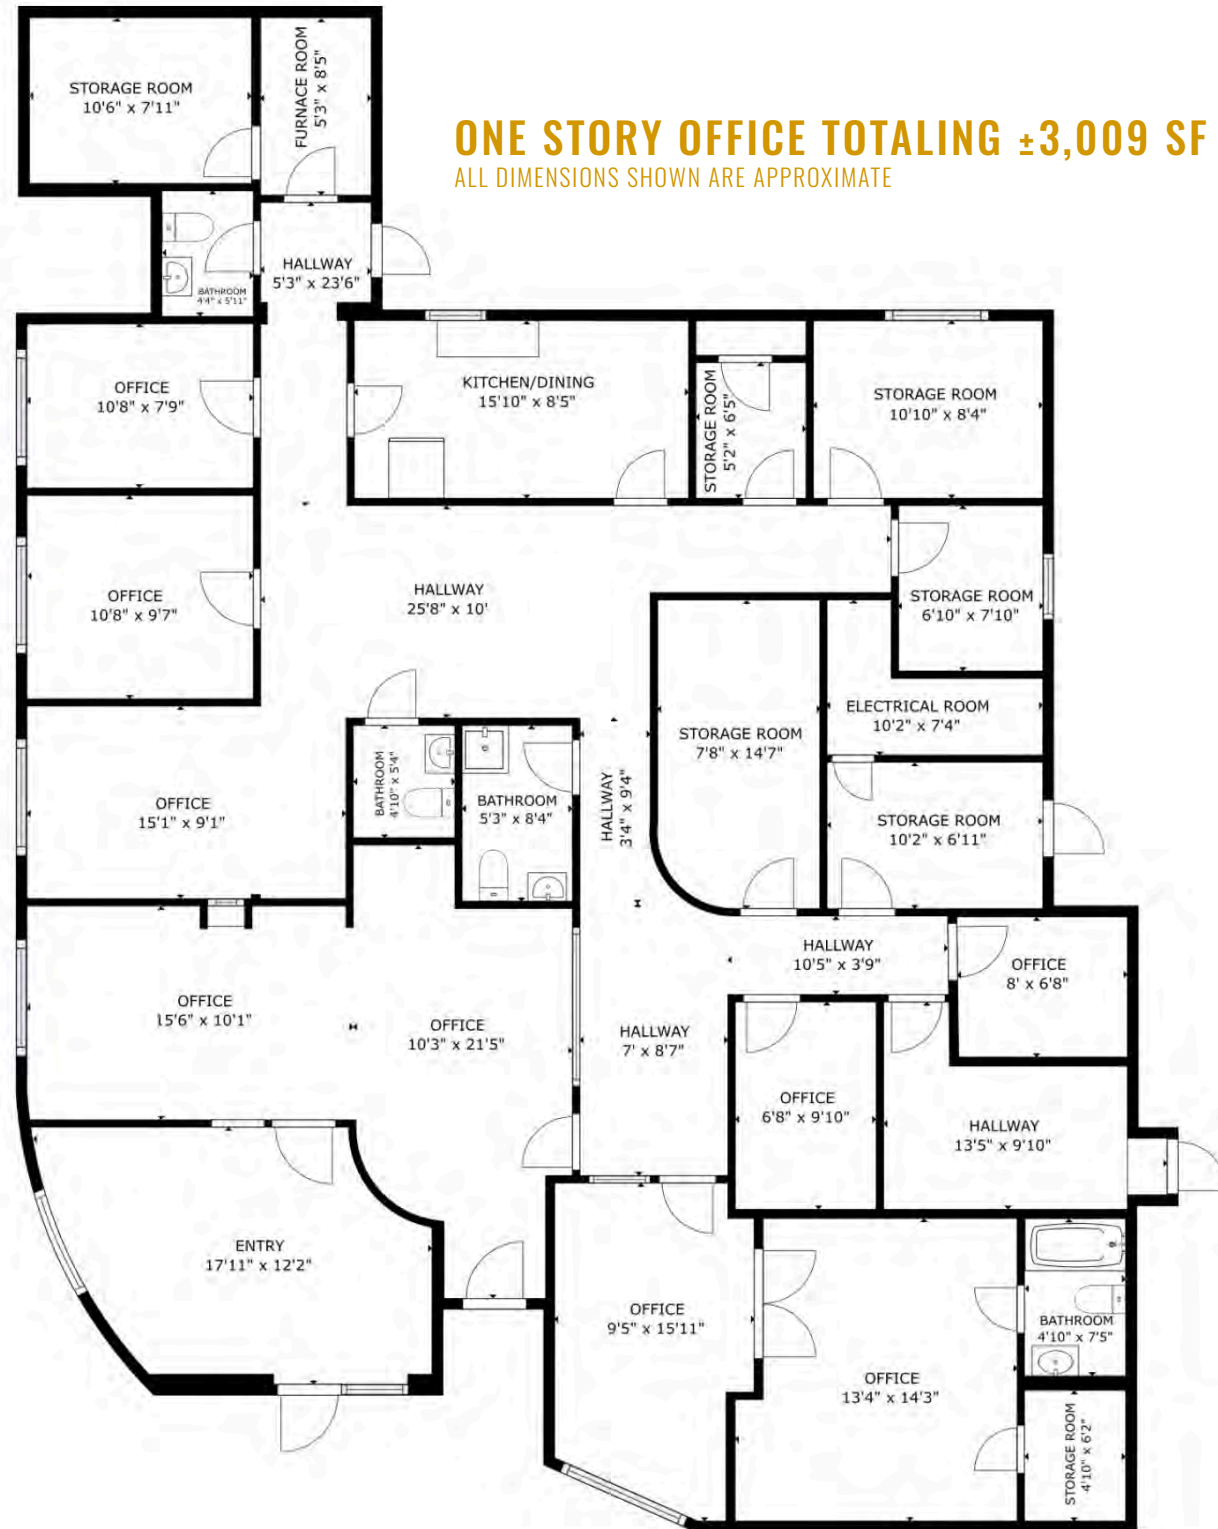 ONE STORY OFFICE TOTALING ±3,009 SF
ALL DIMENSIONS SHOWN ARE APPROXIMATE
STORAGE ROOM
10'6" x 7'11"
FURNACE ROOM
5'3" x 8'5"
HALLWAY
5'3" x 23'6"
BATHROOM
4'4" x 5'11"
OFFICE
10'8" x 7'9"
KITCHEN/DINING
15'10" x 8'5"
STORAGE ROOM
5'2" x 6'5"
STORAGE ROOM
10'10" x 8'4"
OFFICE
10'8" x 9'7"
HALLWAY
25'8" x 10'
STORAGE ROOM
6'10" x 7'10"
ELECTRICAL ROOM
10'2" x 7'4"
STORAGE ROOM
7'8" x 14'7"
OFFICE
15'1" x 9'1"
BATHROOM
4'10" x 5'4"
BATHROOM
5'3" x 8'4"
HALLWAY
3'4" x 9'4"
STORAGE ROOM
10'2" x 6'11"
HALLWAY
10'5" x 3'9"
OFFICE
8' x 6'8"
OFFICE
15'6" x 10'1"
OFFICE
10'3" x 21'5"
HALLWAY
7' x 8'7"
OFFICE
6'8" x 9'10"
HALLWAY
13'5" x 9'10"
ENTRY
17'11" x 12'2"
OFFICE
9'5" x 15'11"
BATHROOM
4'10" x 7'5"
OFFICE
13'4" x 14'3"
STORAGE ROOM
4'10" x 6'2"